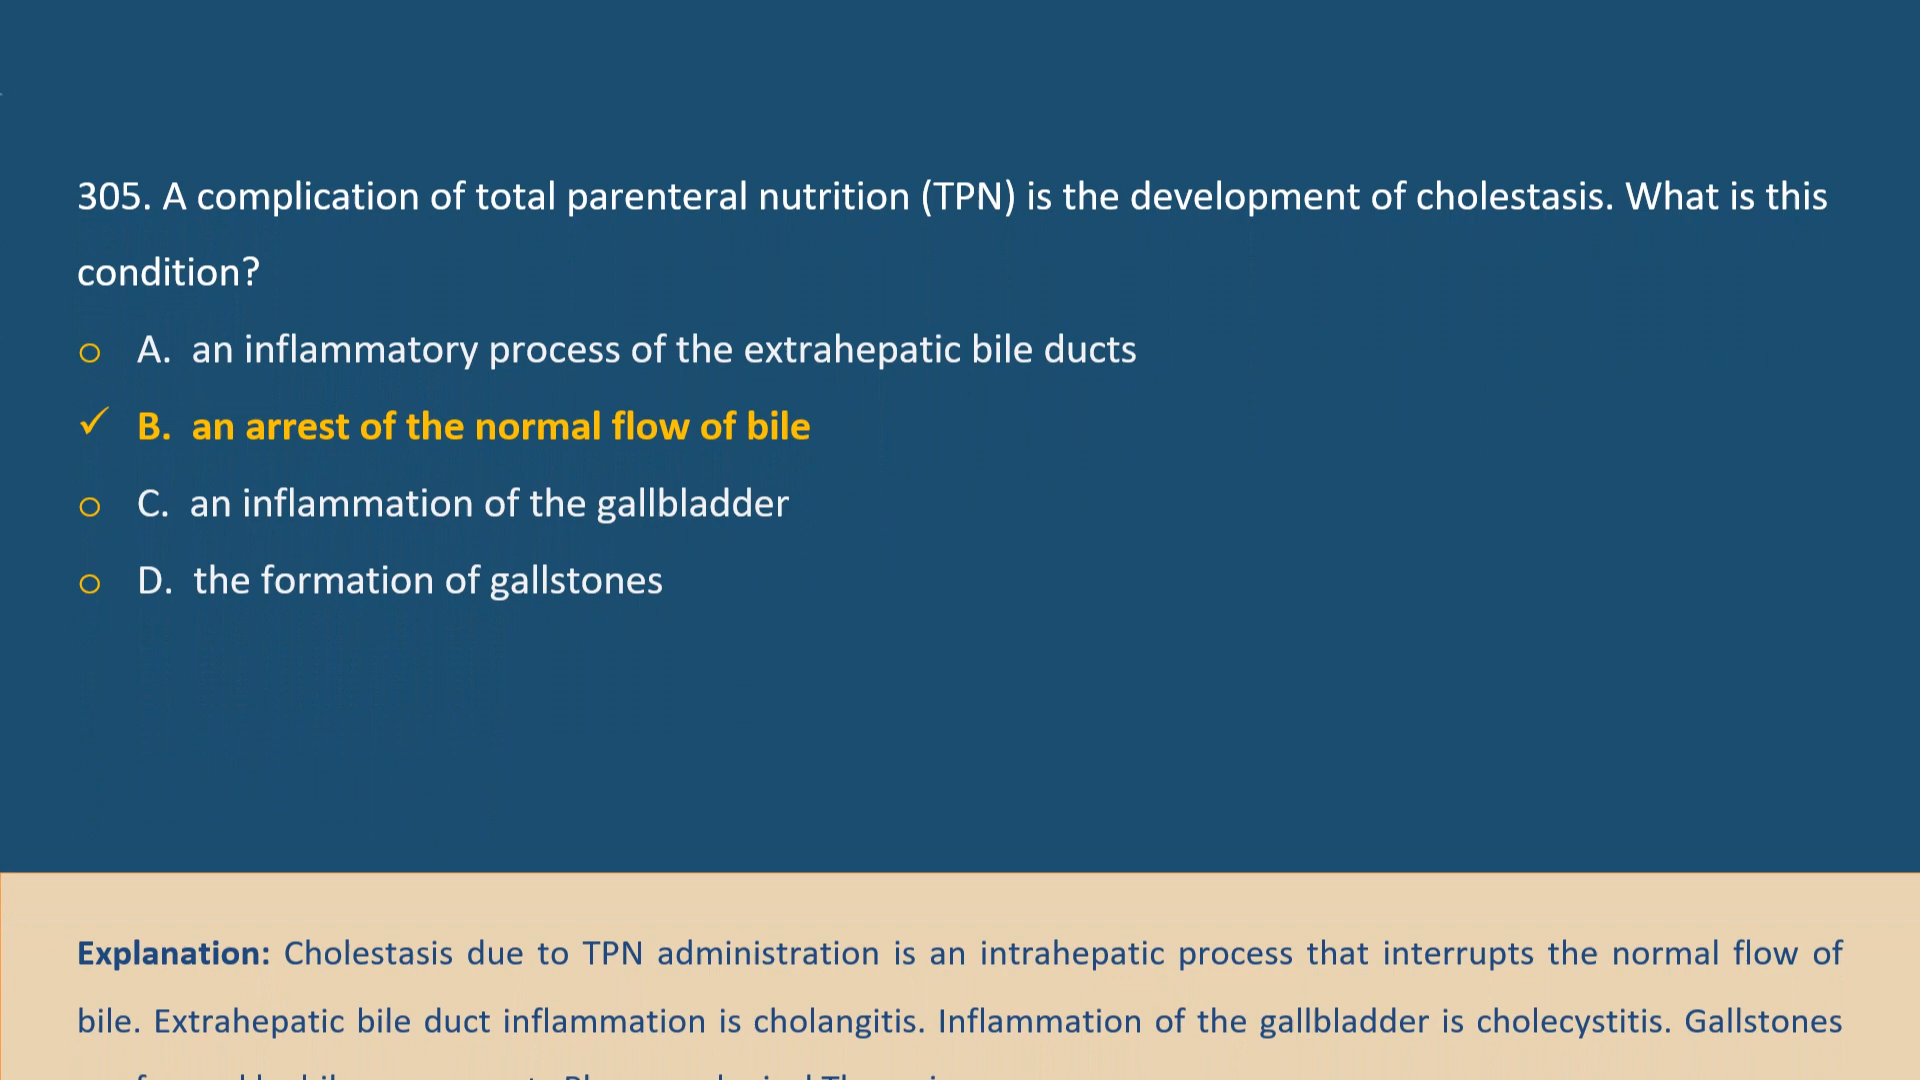 305. A complication of total parenteral nutrition (TPN) is the development of cholestasis. What is this
condition?
o A. an inflammatory process of the extrahepatic bile ducts
✓ B. an arrest of the normal flow of bile
o C. an inflammation of the gallbladder
o D. the formation of gallstones
Explanation: Cholestasis due to TPN administration is an intrahepatic process that interrupts the normal flow of
bile. Extrahepatic bile duct inflammation is cholangitis. Inflammation of the gallbladder is cholecystitis. Gallstones